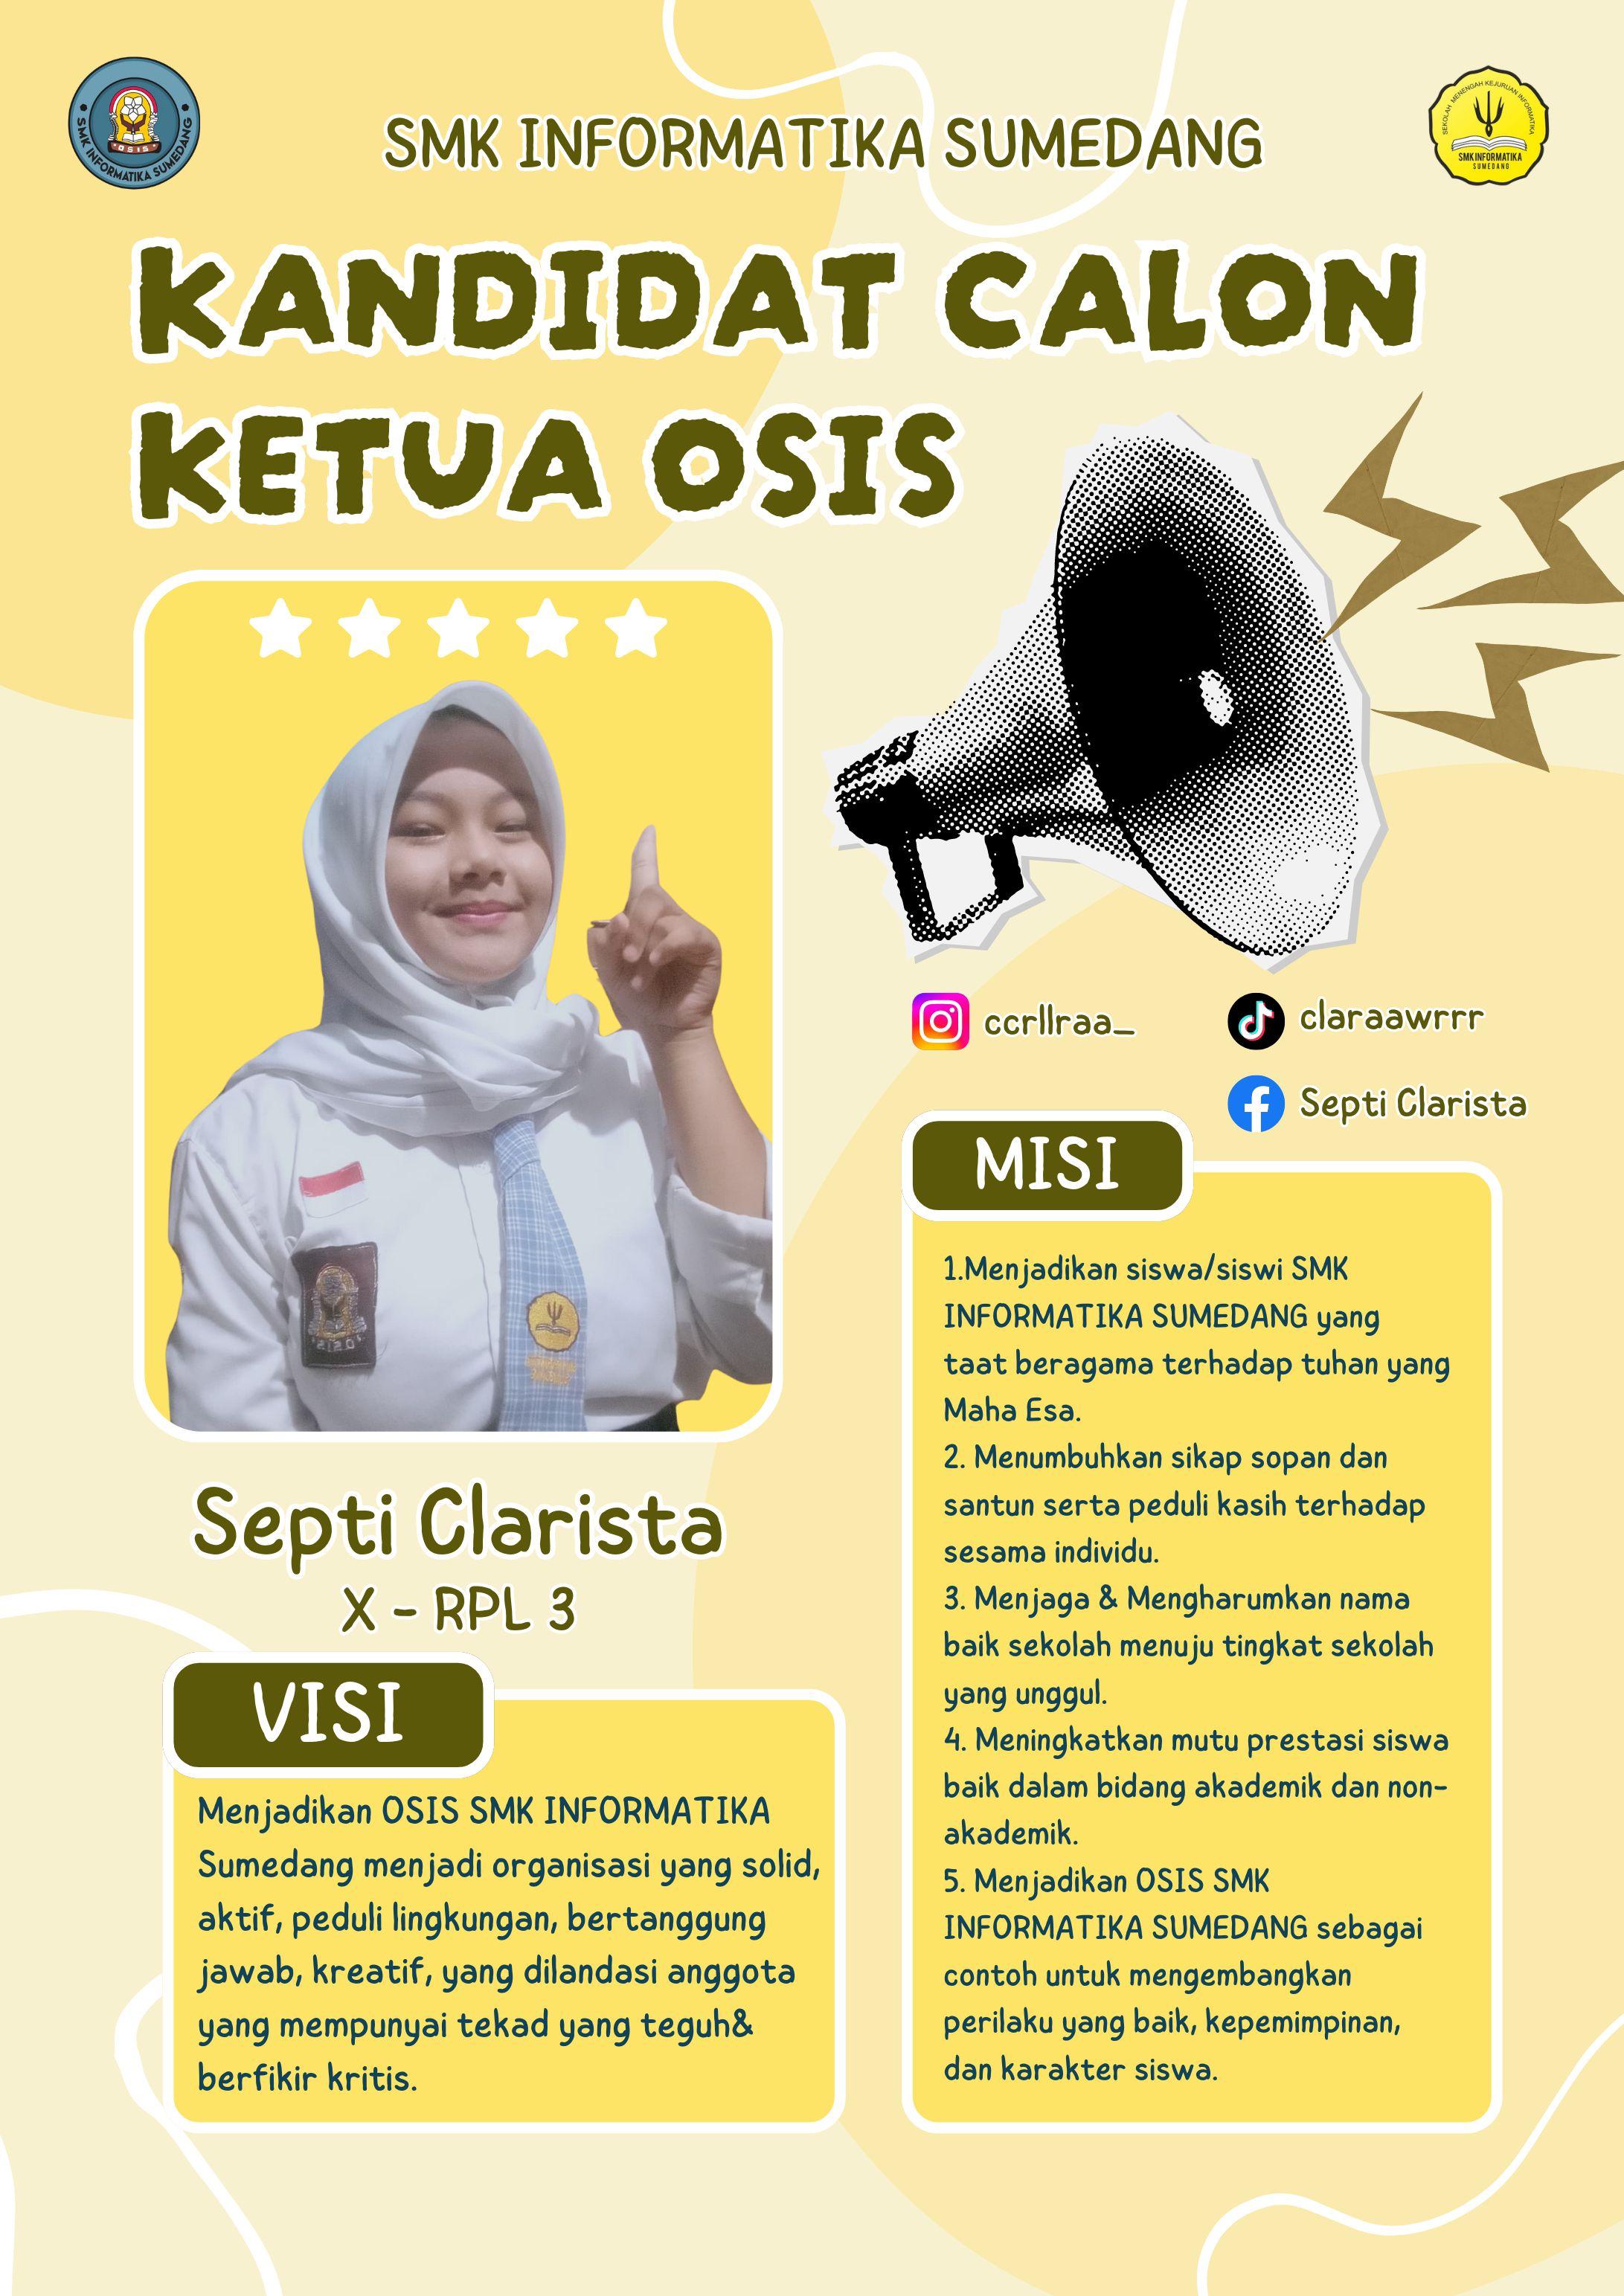 SMK INFORMATIKA SUMEDANG
OSIS
SEKOLAH MENENGAH KEJURUAN INFORMATIKA
SMK INFORMATIKA
SUMEDANG
SMK INFORMATIKA SUMEDANG
KANDIDAT CALON
KETUA OSIS
ccrllraa_
claraawrrr
Septi Clarista
Septi Clarista
X - RPL 3
VISI
Menjadikan OSIS SMK INFORMATIKA
Sumedang menjadi organisasi yang solid,
aktif, peduli lingkungan, bertanggung
jawab, kreatif, yang dilandasi anggota
yang mempunyai tekad yang teguh&
berfikir kritis.
MISI
1.Menjadikan siswa/siswi SMK
INFORMATIKA SUMEDANG yang
taat beragama terhadap tuhan yang
Maha Esa.
2. Menumbuhkan sikap sopan dan
santun serta peduli kasih terhadap
sesama individu.
3. Menjaga & Mengharumkan nama
baik sekolah menuju tingkat sekolah
yang unggul.
4. Meningkatkan mutu prestasi siswa
baik dalam bidang akademik dan non-
akademik.
5. Menjadikan OSIS SMK
INFORMATIKA SUMEDANG sebagai
contoh untuk mengembangkan
perilaku yang baik, kepemimpinan,
dan karakter siswa.